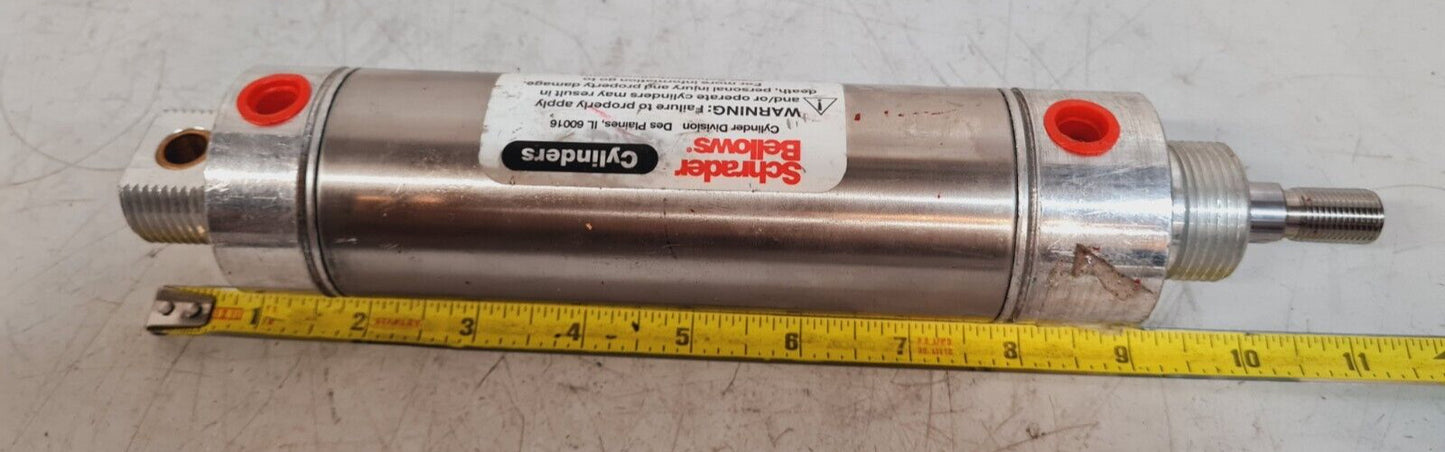 Schrader
Bellows®
Cylinders
Cylinder Division Des Plaines, IL 60016
WARNING: Failure to properly apply
and/or operate cylinders may result in
death, personal injury and property damage.
For more information go to
1 2 3 4 5 6 7 8 9 10 11